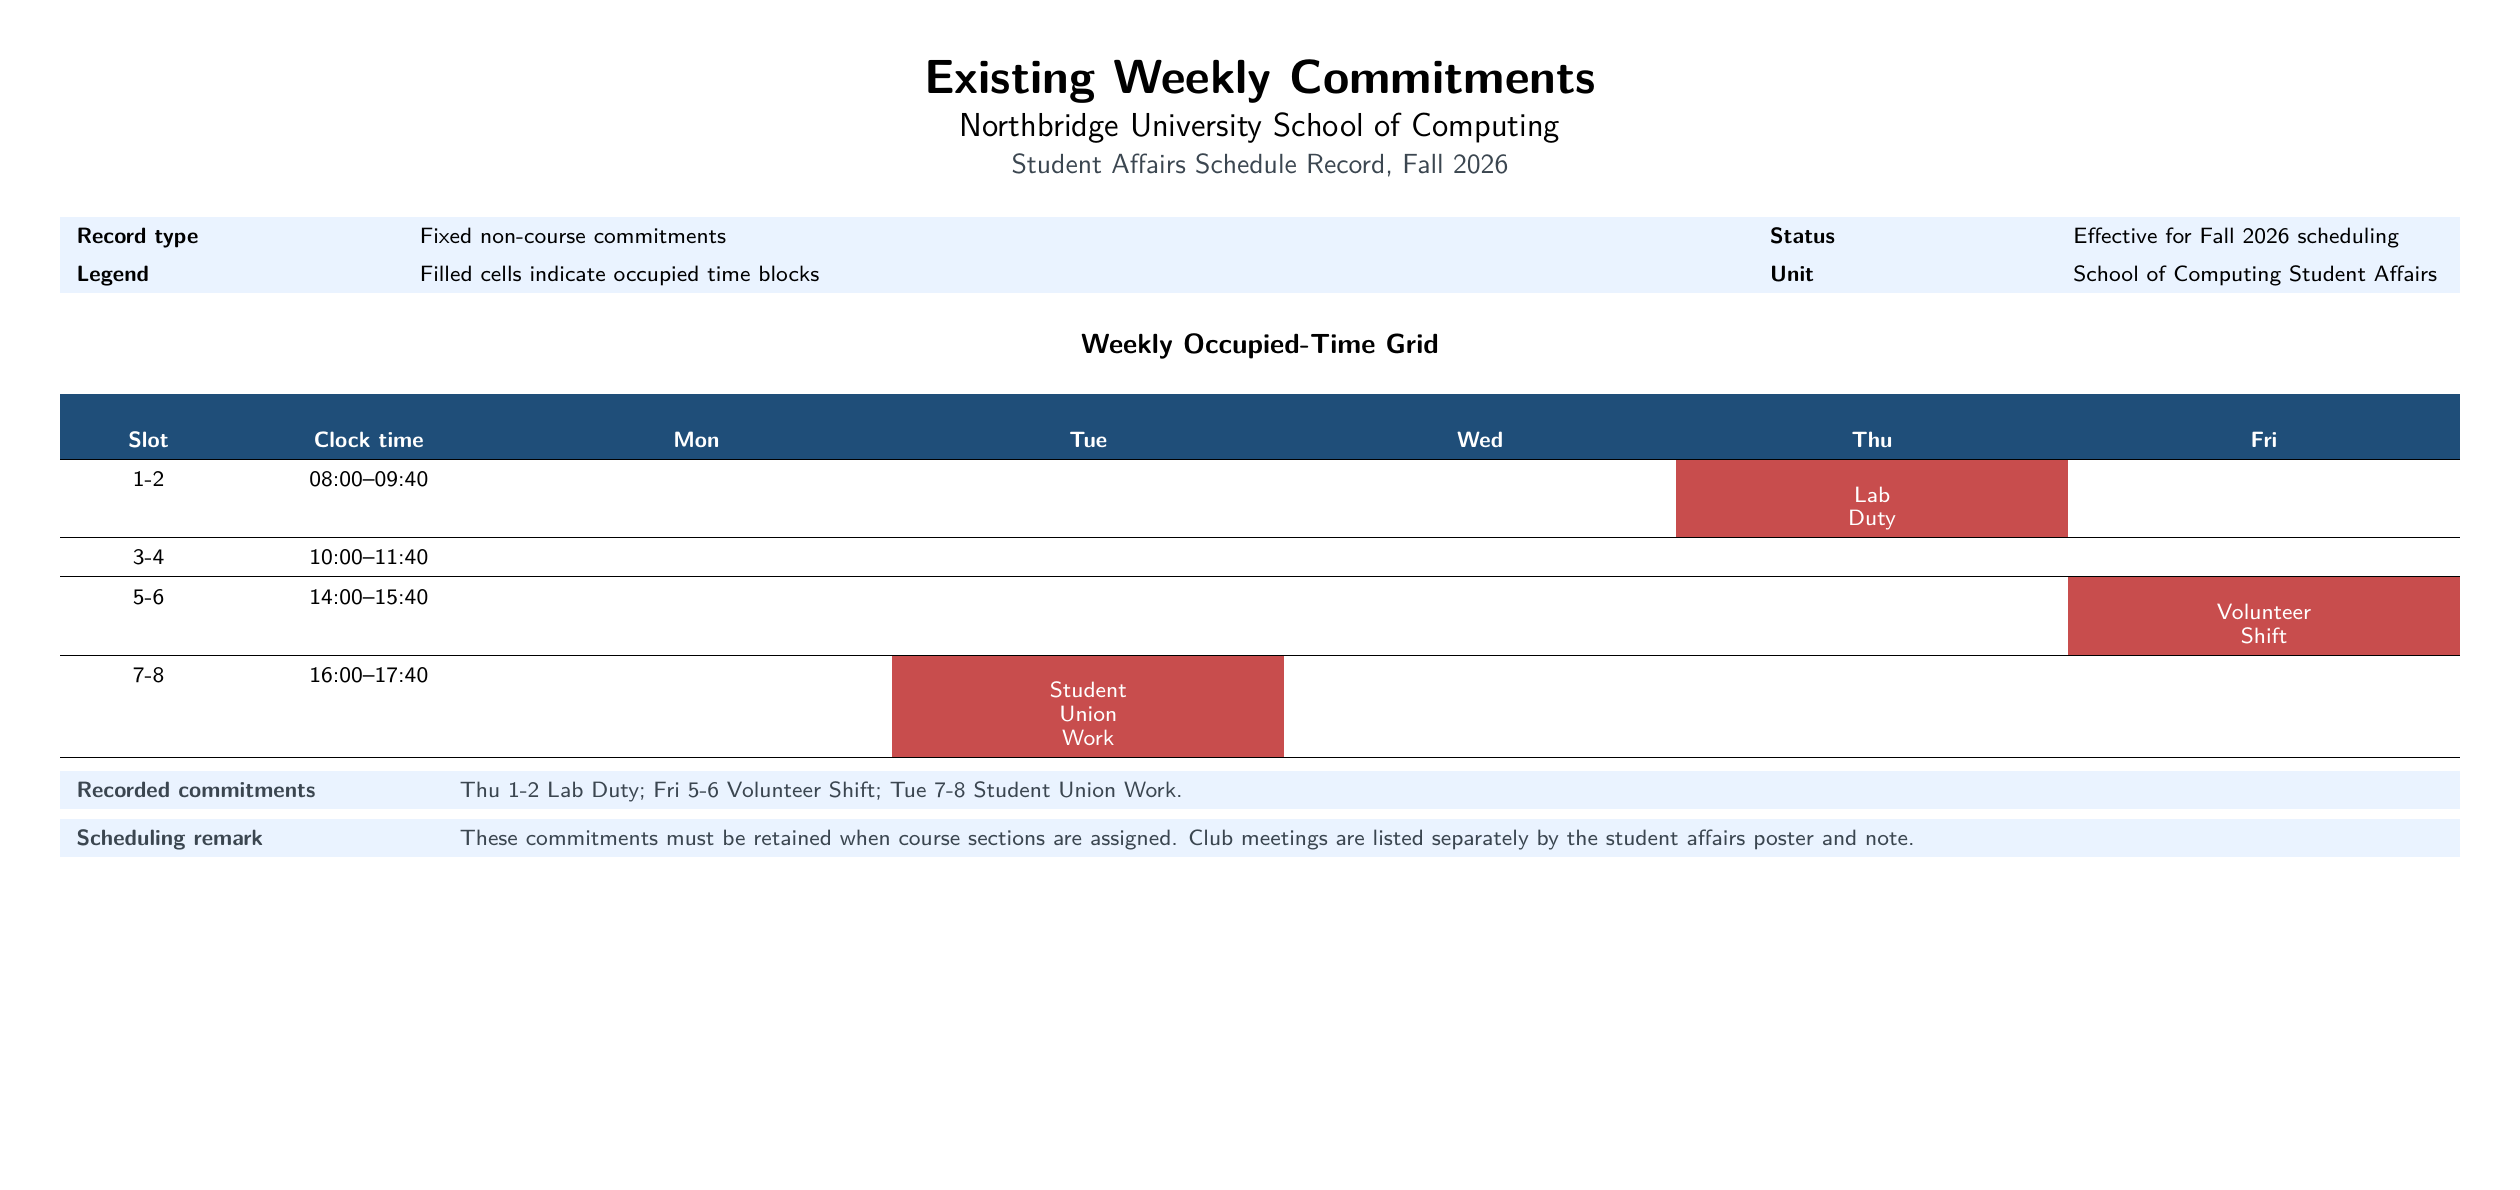 Existing Weekly Commitments
Northbridge University School of Computing
Student Affairs Schedule Record, Fall 2026
Record type Fixed non-course commitments Status Effective for Fall 2026 scheduling
Legend Filled cells indicate occupied time blocks Unit School of Computing Student Affairs
Weekly Occupied-Time Grid
Slot Clock time Mon Tue Wed Thu Fri
1-2 08:00–09:40
Lab
Duty
3-4 10:00–11:40
5-6 14:00–15:40
Volunteer
Shift
7-8 16:00–17:40
Student
Union
Work
Recorded commitments Thu 1-2 Lab Duty; Fri 5-6 Volunteer Shift; Tue 7-8 Student Union Work.
Scheduling remark These commitments must be retained when course sections are assigned. Club meetings are listed separately by the student affairs poster and note.